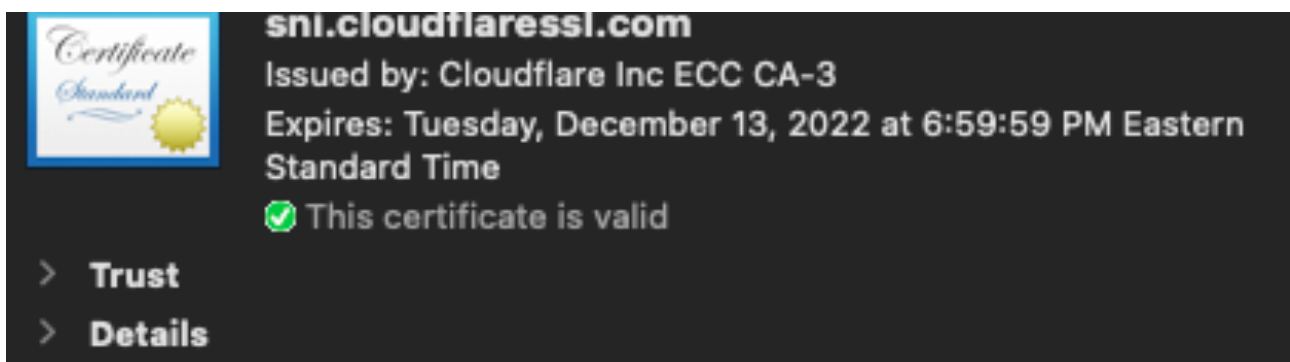 Certificate
Standard
sni.cloudflaressl.com
Issued by: Cloudflare Inc ECC CA-3
Expires: Tuesday, December 13, 2022 at 6:59:59 PM Eastern
Standard Time
This certificate is valid
Trust
Details